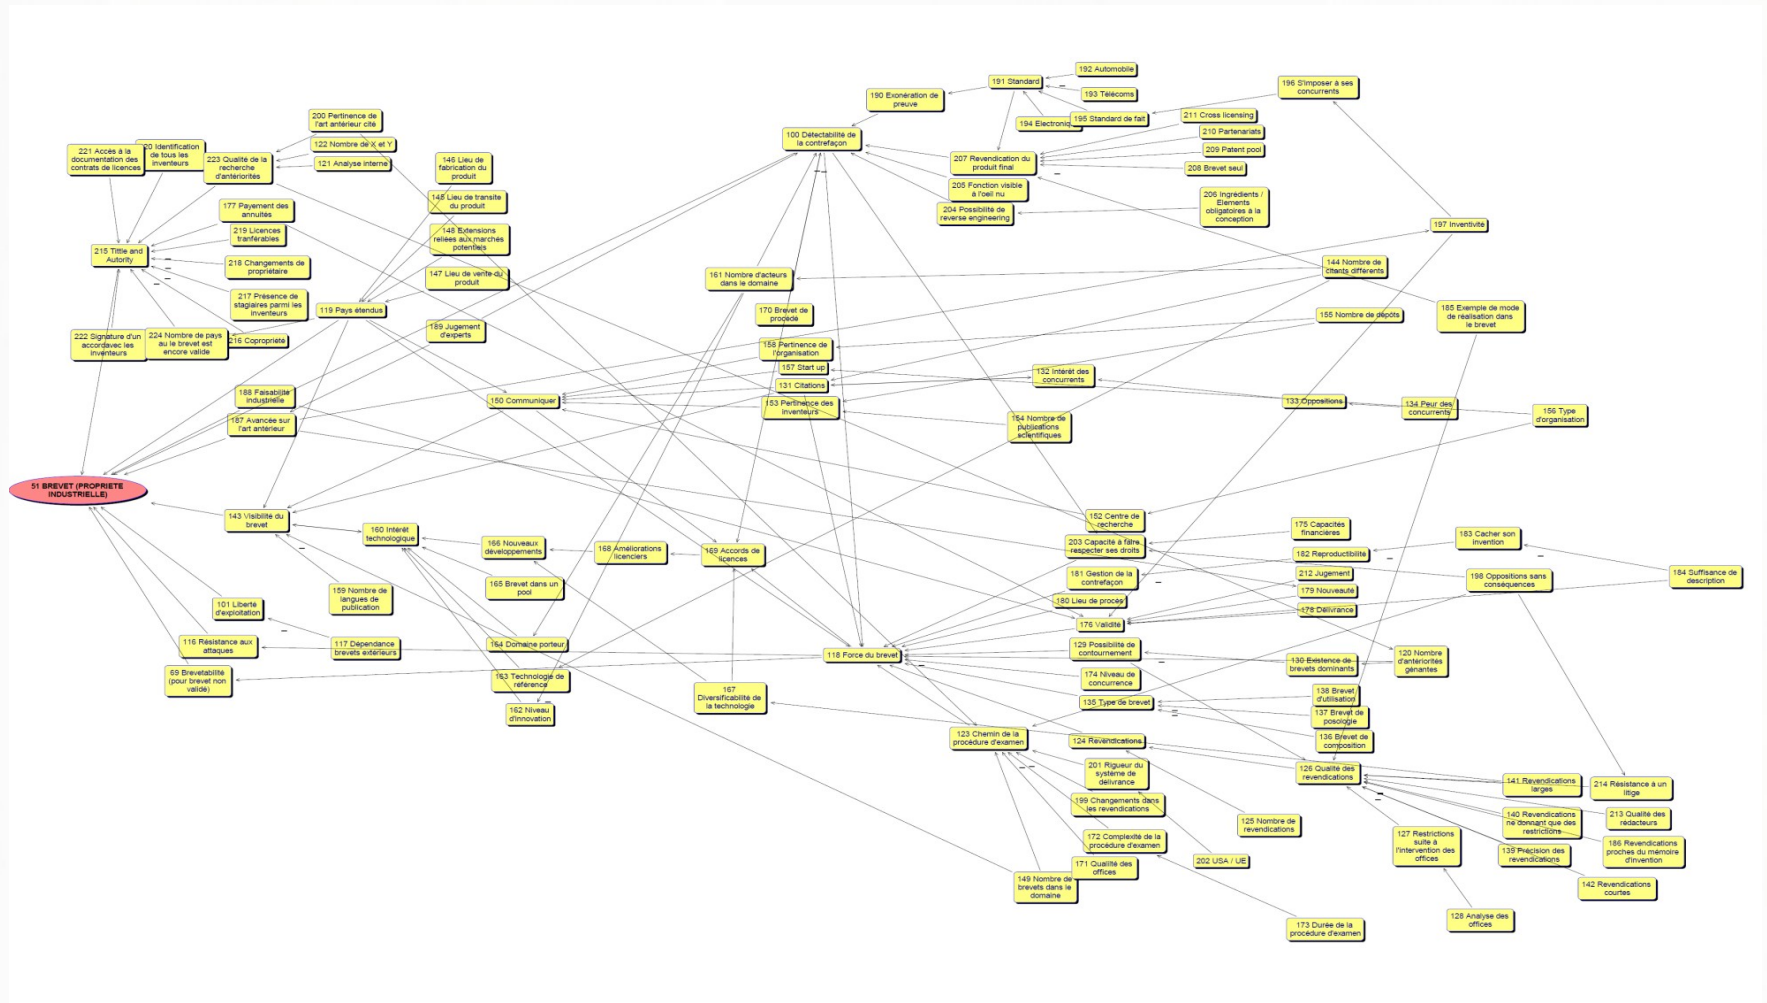 192 Automobile
191 Standard
196 S'imposer à ses
concurrents
190 Exonération de
preuve
193 Télécoms
194 Electroniq
195 Standard de fait
211 Cross licensing
210 Partenariats
209 Patent pool
208 Brevet seul
200 Pertinence de
l'art antérieur cité
122 Nombre de X et Y
121 Analyse interne
221 Accès à la
documentation des
contrats de licences
20 Identification
de tous les
inventeurs
223 Qualité de la
recherche
d'antériorités
100 Détectabilité de
la contrefaçon
207 Revendication du
produit final
205 Fonction visible
à l'oeil nu
204 Possibilité de
reverse engineering
206 Ingrédients /
Elements
obligatoires à la
conception
146 Lieu de
fabrication du
produit
145 Lieu de transite
du produit
148 Extensions
reliées aux marchés
potentiels
147 Lieu de vente du
produit
177 Payement des
annuités
219 Licences
tranférables
215 Tittle and
Autority
218 Changements de
propriétaire
217 Présence de
stagiaires parmi les
inventeurs
119 Pays étendus
222 Signature d'un
accordavec les
inventeurs
224 Nombre de pays
au le brevet est
encore valide
216 Copropriété
189 Jugement
d'experts
197 Inventivité
161 Nombre d'acteurs
dans le domaine
144 Nombre de
citants différents
170 Brevet de
procédé
155 Nombre de dépôts
185 Exemple de mode
de réalisation dans
le brevet
158 Pertinence de
l'organisation
157 Start up
131 Citations
132 Intérêt des
concurrents
153 Pertinence des
inventeurs
150 Communiquer
133 Oppositions
134 Peur des
concurrents
156 Type
d'organisation
154 Nombre de
publications
scientifiques
188 Faisabilité
industrielle
187 Avancée sur
l'art antérieur
51 BREVET (PROPRIETE
INDUSTRIELLE)
143 Visibilité du
brevet
160 Intérêt
technologique
166 Nouveaux
développements
168 Améliorations
licenciers
169 Accords de
licences
165 Brevet dans un
pool
159 Nombre de
langues de
publication
152 Centre de
recherche
203 Capacité à faire
respecter ses droits
175 Capacités
financières
183 Cacher son
invention
182 Reproductibilité
181 Gestion de la
contrefaçon
212 Jugement
179 Nouveauté
198 Oppositions sans
conséquences
184 Suffisance de
description
180 Lieu de procès
178 Délivrance
176 Validité
101 Liberté
d'exploitation
116 Résistance aux
attaques
117 Dépendance
brevets extérieurs
69 Brevetabilité
(pour brevet non
validé)
164 Domaine porteur
163 Technologie de
référence
162 Niveau
d'innovation
118 Force du brevet
129 Possibilité de
contournement
130 Existence de
brevets dominants
120 Nombre
d'antériorités
gênantes
174 Niveau de
concurrence
135 Type de brevet
138 Brevet
d'utilisation
137 Brevet de
posologie
136 Brevet de
composition
167
Diversificabilité de
la technologie
123 Chemin de la
procédure d'examen
124 Revendications
126 Qualité des
revendications
201 Rigueur du
système de
délivrance
199 Changements dans
les revendications
125 Nombre de
revendications
172 Complexité de la
procédure d'examen
202 USA / UE
171 Qualité des
offices
149 Nombre de
brevets dans le
domaine
173 Durée de la
procédure d'examen
141 Revendications
larges
214 Résistance à un
litige
140 Revendications
ne donnant que des
restrictions
213 Qualité des
rédacteurs
127 Restrictions
suite à
l'intervention des
offices
139 Précision des
revendications
186 Revendications
proches du mémoire
d'invention
142 Revendications
courtes
128 Analyse des
offices